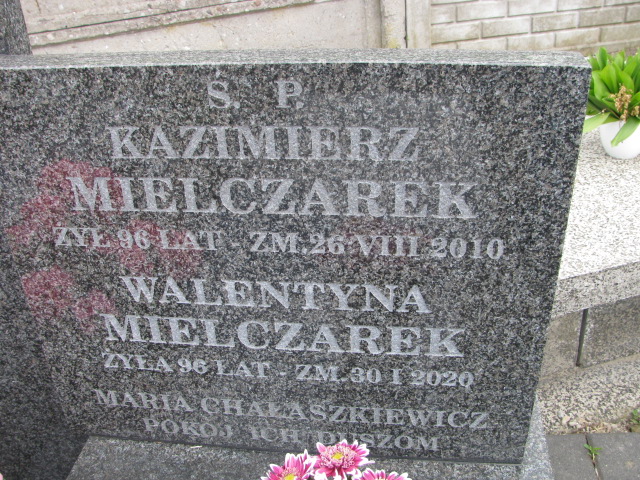 Ś. P.
KAZIMIERZ
MIELCZAREK
ŻYŁ 96 LAT - ZM. 26 VIII 2010
WALENTYNA
MIELCZAREK
ŻYŁA 96 LAT - ZM. 30 I 2020
MARIA CHAŁASZKIEWICZ
POKÓJ ICH DUSZOM